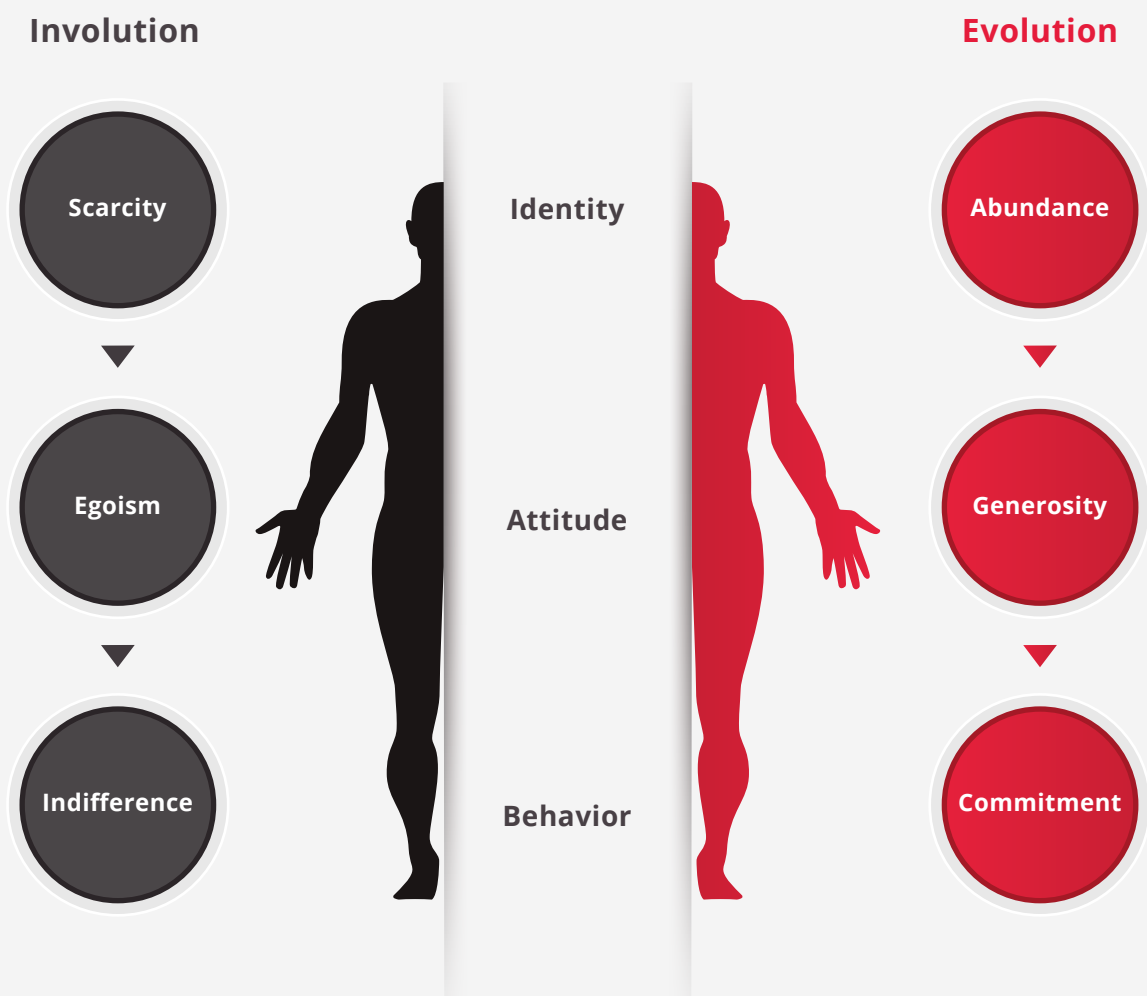 Involution
Evolution
Scarcity
Identity
Abundance
Egoism
Attitude
Generosity
Indifference
Behavior
Commitment